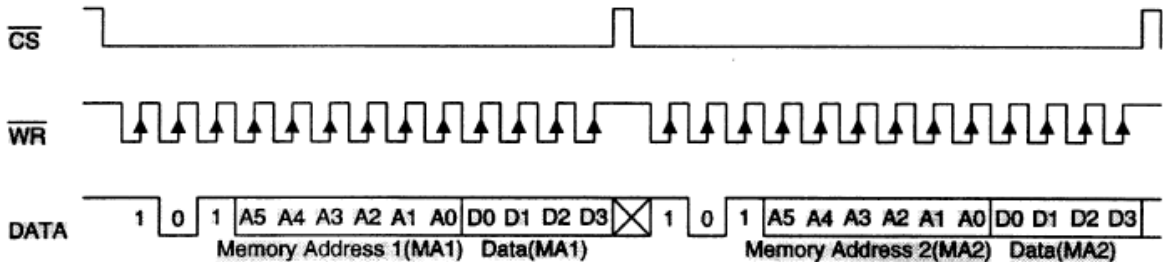 CS
WR
DATA 1 0 1 A5 A4 A3 A2 A1 A0 D0 D1 D2 D3 1 0 1 A5 A4 A3 A2 A1 A0 D0 D1 D2 D3
Memory Address 1(MA1) Data(MA1) Memory Address 2(MA2) Data(MA2)